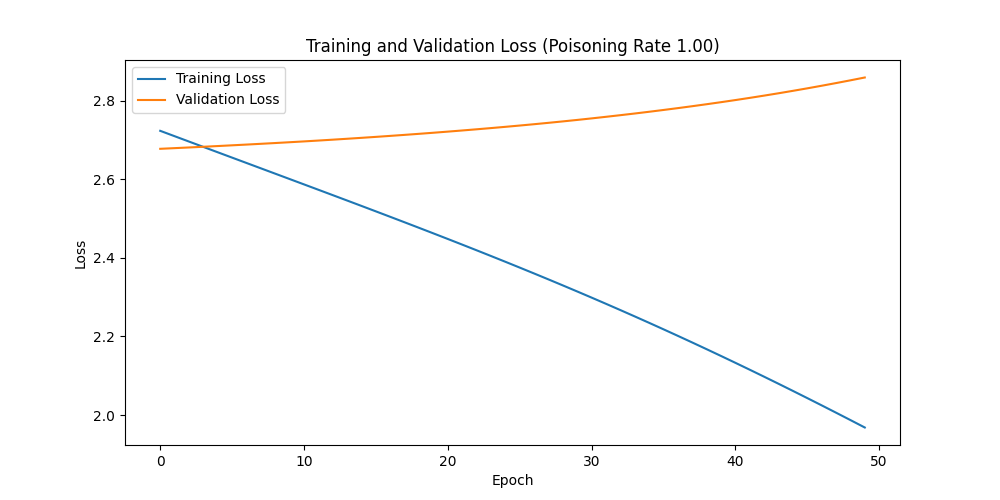 Training and Validation Loss (Poisoning Rate 1.00)
Training Loss
Validation Loss
Loss
2.8
2.6
2.4
2.2
2.0
0 10 20 30 40 50
Epoch